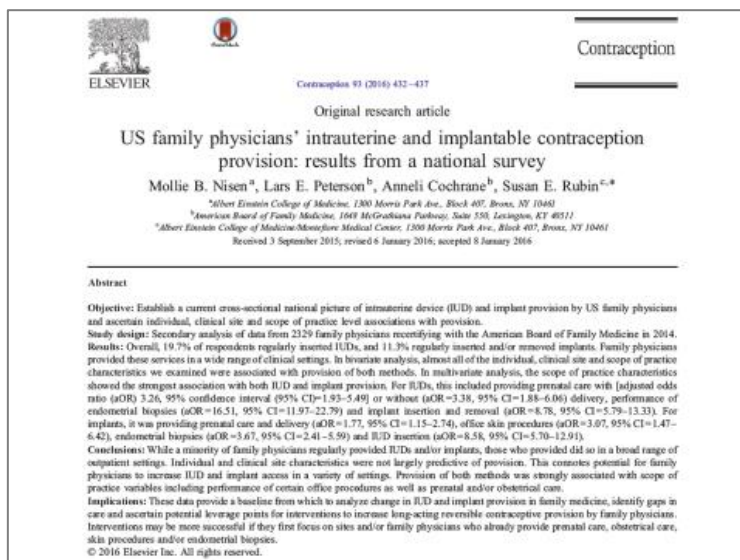 ELSEVIER
CrossMark
Contraception
Contraception 93 (2016) 432–437
Original research article
US family physicians' intrauterine and implantable contraception
provision: results from a national survey
Mollie B. Nisen a, Lars E. Peterson b, Anneli Cochrane b, Susan E. Rubin c,*
a Albert Einstein College of Medicine, 1300 Morris Park Ave., Block 407, Bronx, NY 10461
b American Board of Family Medicine, 1648 McGrathiana Parkway, Suite 550, Lexington, KY 40511
c Albert Einstein College of Medicine/Montefiore Medical Center, 1300 Morris Park Ave., Block 407, Bronx, NY 10461
Received 3 September 2015; revised 6 January 2016; accepted 8 January 2016
Abstract
Objective: Establish a current cross-sectional national picture of intrauterine device (IUD) and implant provision by US family physicians
and ascertain individual, clinical site and scope of practice level associations with provision.
Study design: Secondary analysis of data from 2329 family physicians recertifying with the American Board of Family Medicine in 2014.
Results: Overall, 19.7% of respondents regularly inserted IUDs, and 11.3% regularly inserted and/or removed implants. Family physicians
provided these services in a wide range of clinical settings. In bivariate analysis, almost all of the individual, clinical site and scope of practice
characteristics we examined were associated with provision of both methods. In multivariate analysis, the scope of practice characteristics
showed the strongest association with both IUD and implant provision. For IUDs, this included providing prenatal care with [adjusted odds
ratio (aOR) 3.26, 95% confidence interval (95% CI)=1.93–5.49] or without (aOR=3.38, 95% CI=1.88–6.06) delivery, performance of
endometrial biopsies (aOR=16.51, 95% CI=11.97–22.79) and implant insertion and removal (aOR=8.78, 95% CI=5.79–13.33). For
implants, it was providing prenatal care and delivery (aOR=1.77, 95% CI=1.15–2.74), office skin procedures (aOR=3.07, 95% CI=1.47–
6.42), endometrial biopsies (aOR=3.67, 95% CI=2.41–5.59) and IUD insertion (aOR=8.58, 95% CI=5.70–12.91).
Conclusions: While a minority of family physicians regularly provided IUDs and/or implants, those who provided did so in a broad range of
outpatient settings. Individual and clinical site characteristics were not largely predictive of provision. This connotes potential for family
physicians to increase IUD and implant access in a variety of settings. Provision of both methods was strongly associated with scope of
practice variables including performance of certain office procedures as well as prenatal and/or obstetrical care.
Implications: These data provide a baseline from which to analyze change in IUD and implant provision in family medicine, identify gaps in
care and ascertain potential leverage points for interventions to increase long-acting reversible contraceptive provision by family physicians.
Interventions may be more successful if they first focus on sites and/or family physicians who already provide prenatal care, obstetrical care,
skin procedures and/or endometrial biopsies.
© 2016 Elsevier Inc. All rights reserved.